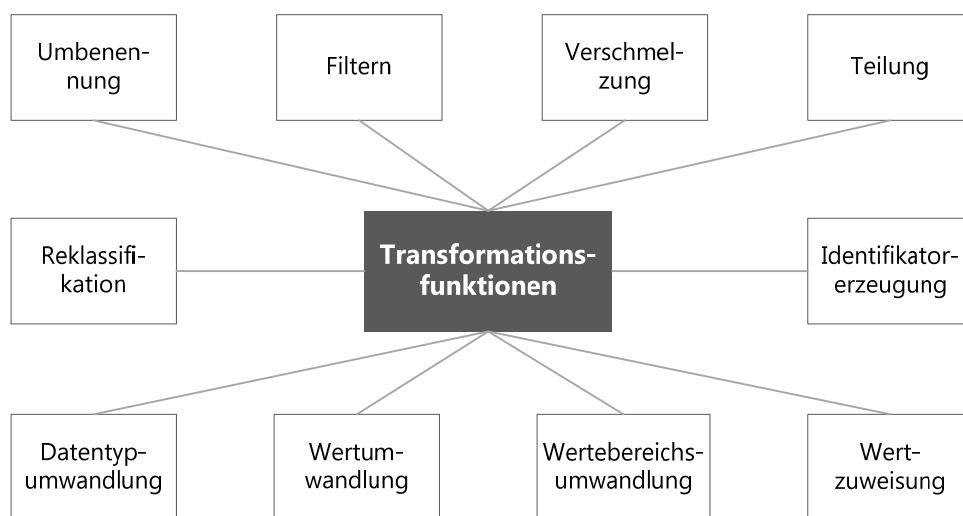 Umbenen-
nung
Filtern
Verschmel-
zung
Teilung
Reklassifi-
kation
Transformations-
funktionen
Identifikator-
erzeugung
Datentyp-
umwandlung
Wertum-
wandlung
Wertebereichs-
umwandlung
Wert-
zuweisung